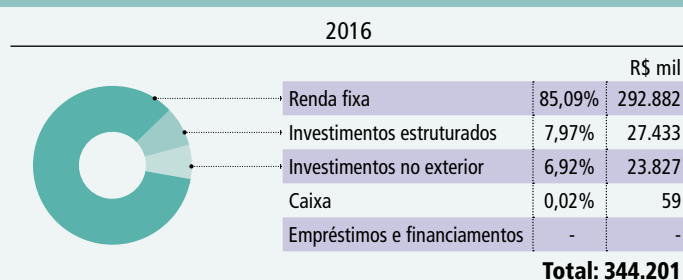 2016
R$ mil
Renda fixa 85,09% 292.882
Investimentos estruturados 7,97% 27.433
Investimentos no exterior 6,92% 23.827
Caixa 0,02% 59
Empréstimos e financiamentos - -
Total: 344.201